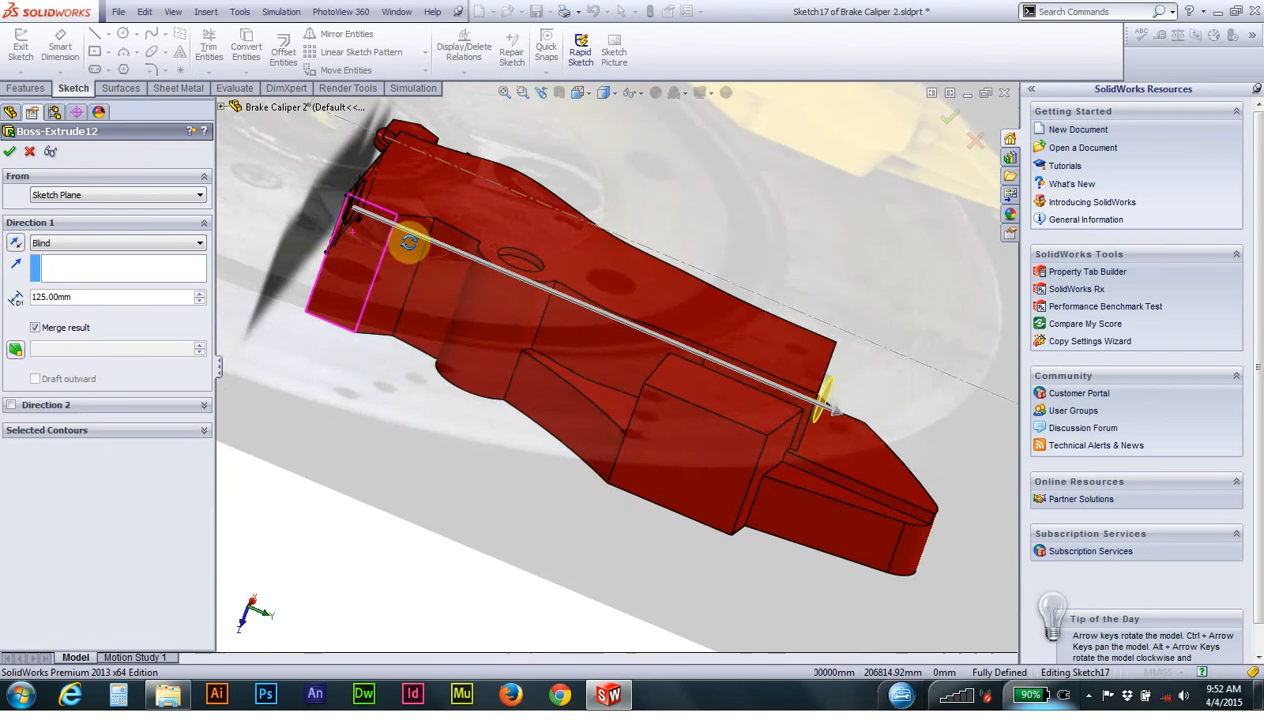 SOLIDWORKS File Edit View Insert Tools Simulation PhotoView 360 Window Help Sketch17 of Brake Caliper 2.sldprt * Search Commands
Exit Sketch Smart Dimension Trim Entities Convert Entities Offset Entities Mirror Entities Linear Sketch Pattern Move Entities Display/Delete Relations Repair Sketch Quick Snaps Rapid Sketch Sketch Picture
Features Sketch Surfaces Sheet Metal Evaluate DimXpert Render Tools Simulation
SolidWorks Resources
Brake Caliper 2 (Default<<...
Boss-Extrude12
From
Sketch Plane
Direction 1
Blind
125.00mm
Merge result
Draft outward
Direction 2
Selected Contours
Getting Started
New Document
Open a Document
Tutorials
What's New
Introducing SolidWorks
General Information
SolidWorks Tools
Property Tab Builder
SolidWorks Rx
Performance Benchmark Test
Compare My Score
Copy Settings Wizard
Community
Customer Portal
User Groups
Discussion Forum
Technical Alerts & News
Online Resources
Partner Solutions
Subscription Services
Subscription Services
Tip of the Day
Arrow keys rotate the model. Ctrl + Arrow
Keys pan the model. Alt + Arrow Keys
rotate the model clockwise and
Model Motion Study 1
SolidWorks Premium 2013 x64 Edition 30000mm 206814.92mm 0mm Fully Defined Editing Sketch17 MMGS
Ai Ps An Dw Id Mu SW 90% 9:52 AM
4/4/2015